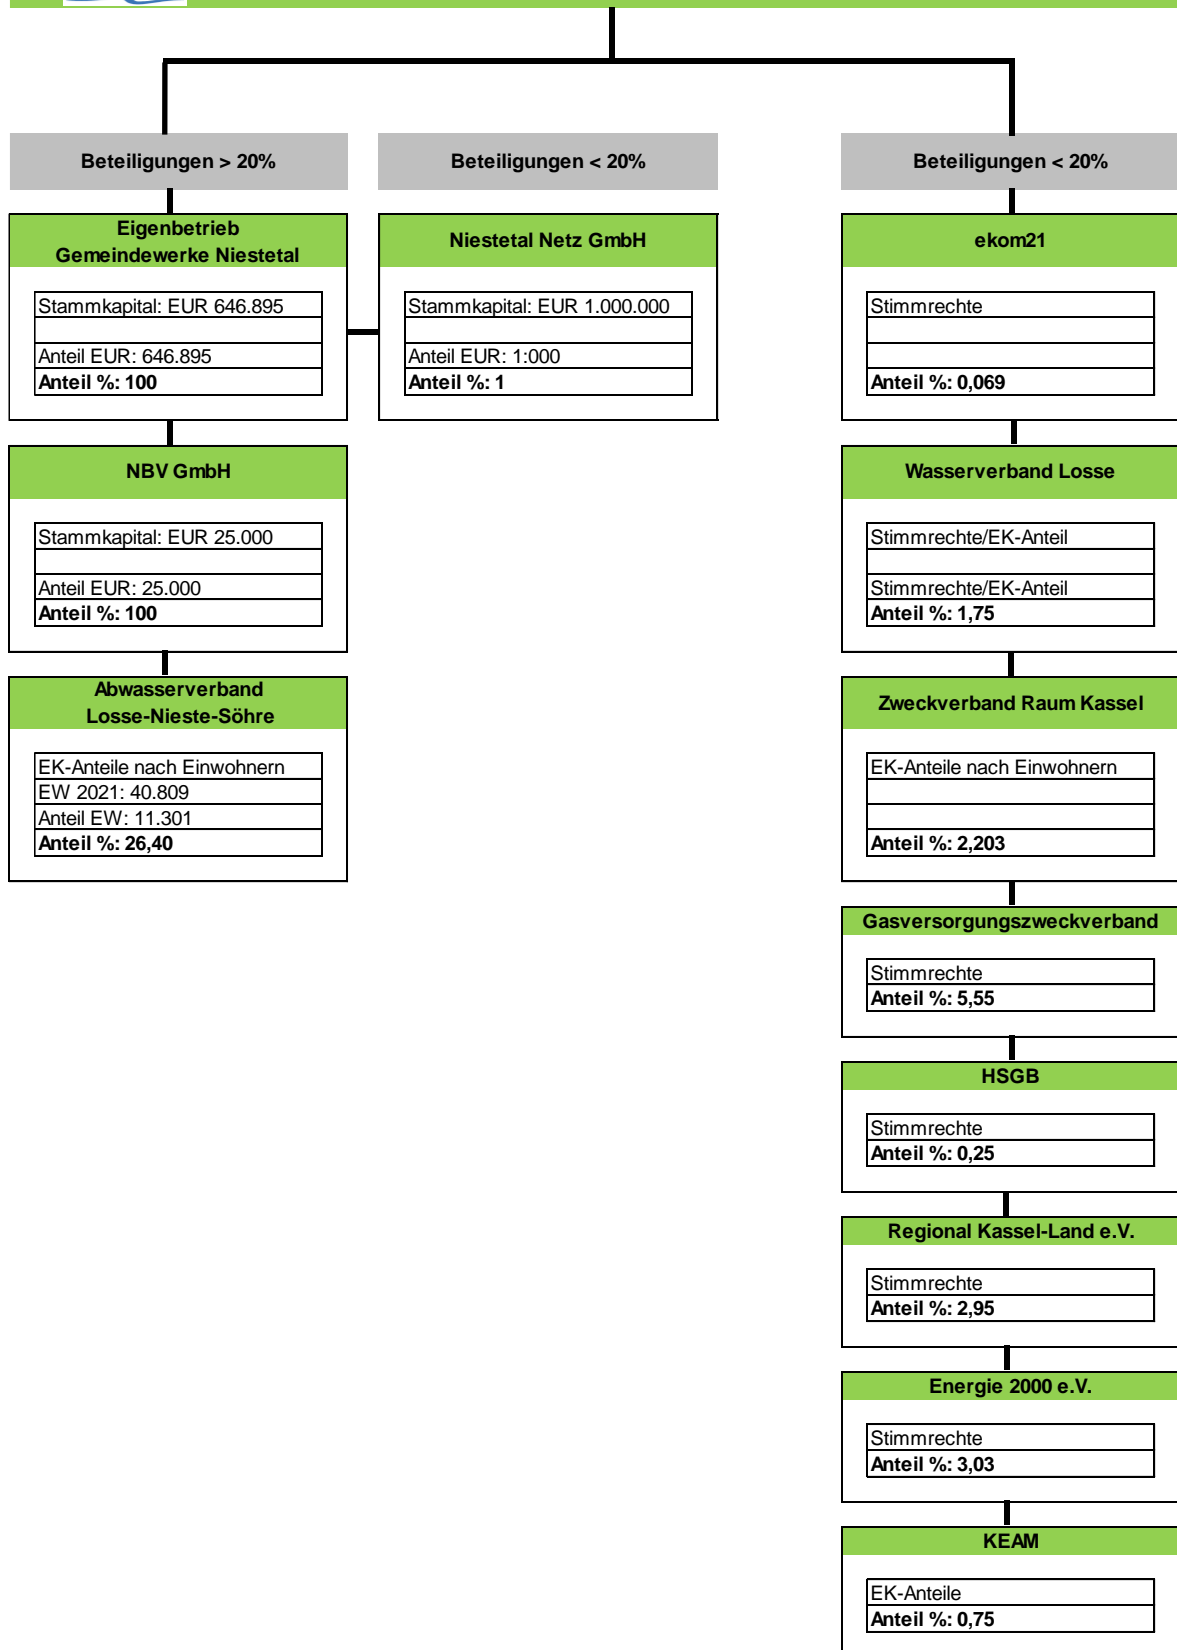 Beteiligungen > 20%
Beteiligungen < 20%
Beteiligungen < 20%
Eigenbetrieb
Gemeindewerke Niestetal
Stammkapital: EUR 646.895
Anteil EUR: 646.895
Anteil %: 100
Niestetal Netz GmbH
Stammkapital: EUR 1.000.000
Anteil EUR: 1:000
Anteil %: 1
ekom21
Stimmrechte
Anteil %: 0,069
NBV GmbH
Stammkapital: EUR 25.000
Anteil EUR: 25.000
Anteil %: 100
Wasserverband Losse
Stimmrechte/EK-Anteil
Stimmrechte/EK-Anteil
Anteil %: 1,75
Abwasserverband
Losse-Nieste-Söhre
EK-Anteile nach Einwohnern
EW 2021: 40.809
Anteil EW: 11.301
Anteil %: 26,40
Zweckverband Raum Kassel
EK-Anteile nach Einwohnern
Anteil %: 2,203
Gasversorgungszweckverband
Stimmrechte
Anteil %: 5,55
HSGB
Stimmrechte
Anteil %: 0,25
Regional Kassel-Land e.V.
Stimmrechte
Anteil %: 2,95
Energie 2000 e.V.
Stimmrechte
Anteil %: 3,03
KEAM
EK-Anteile
Anteil %: 0,75